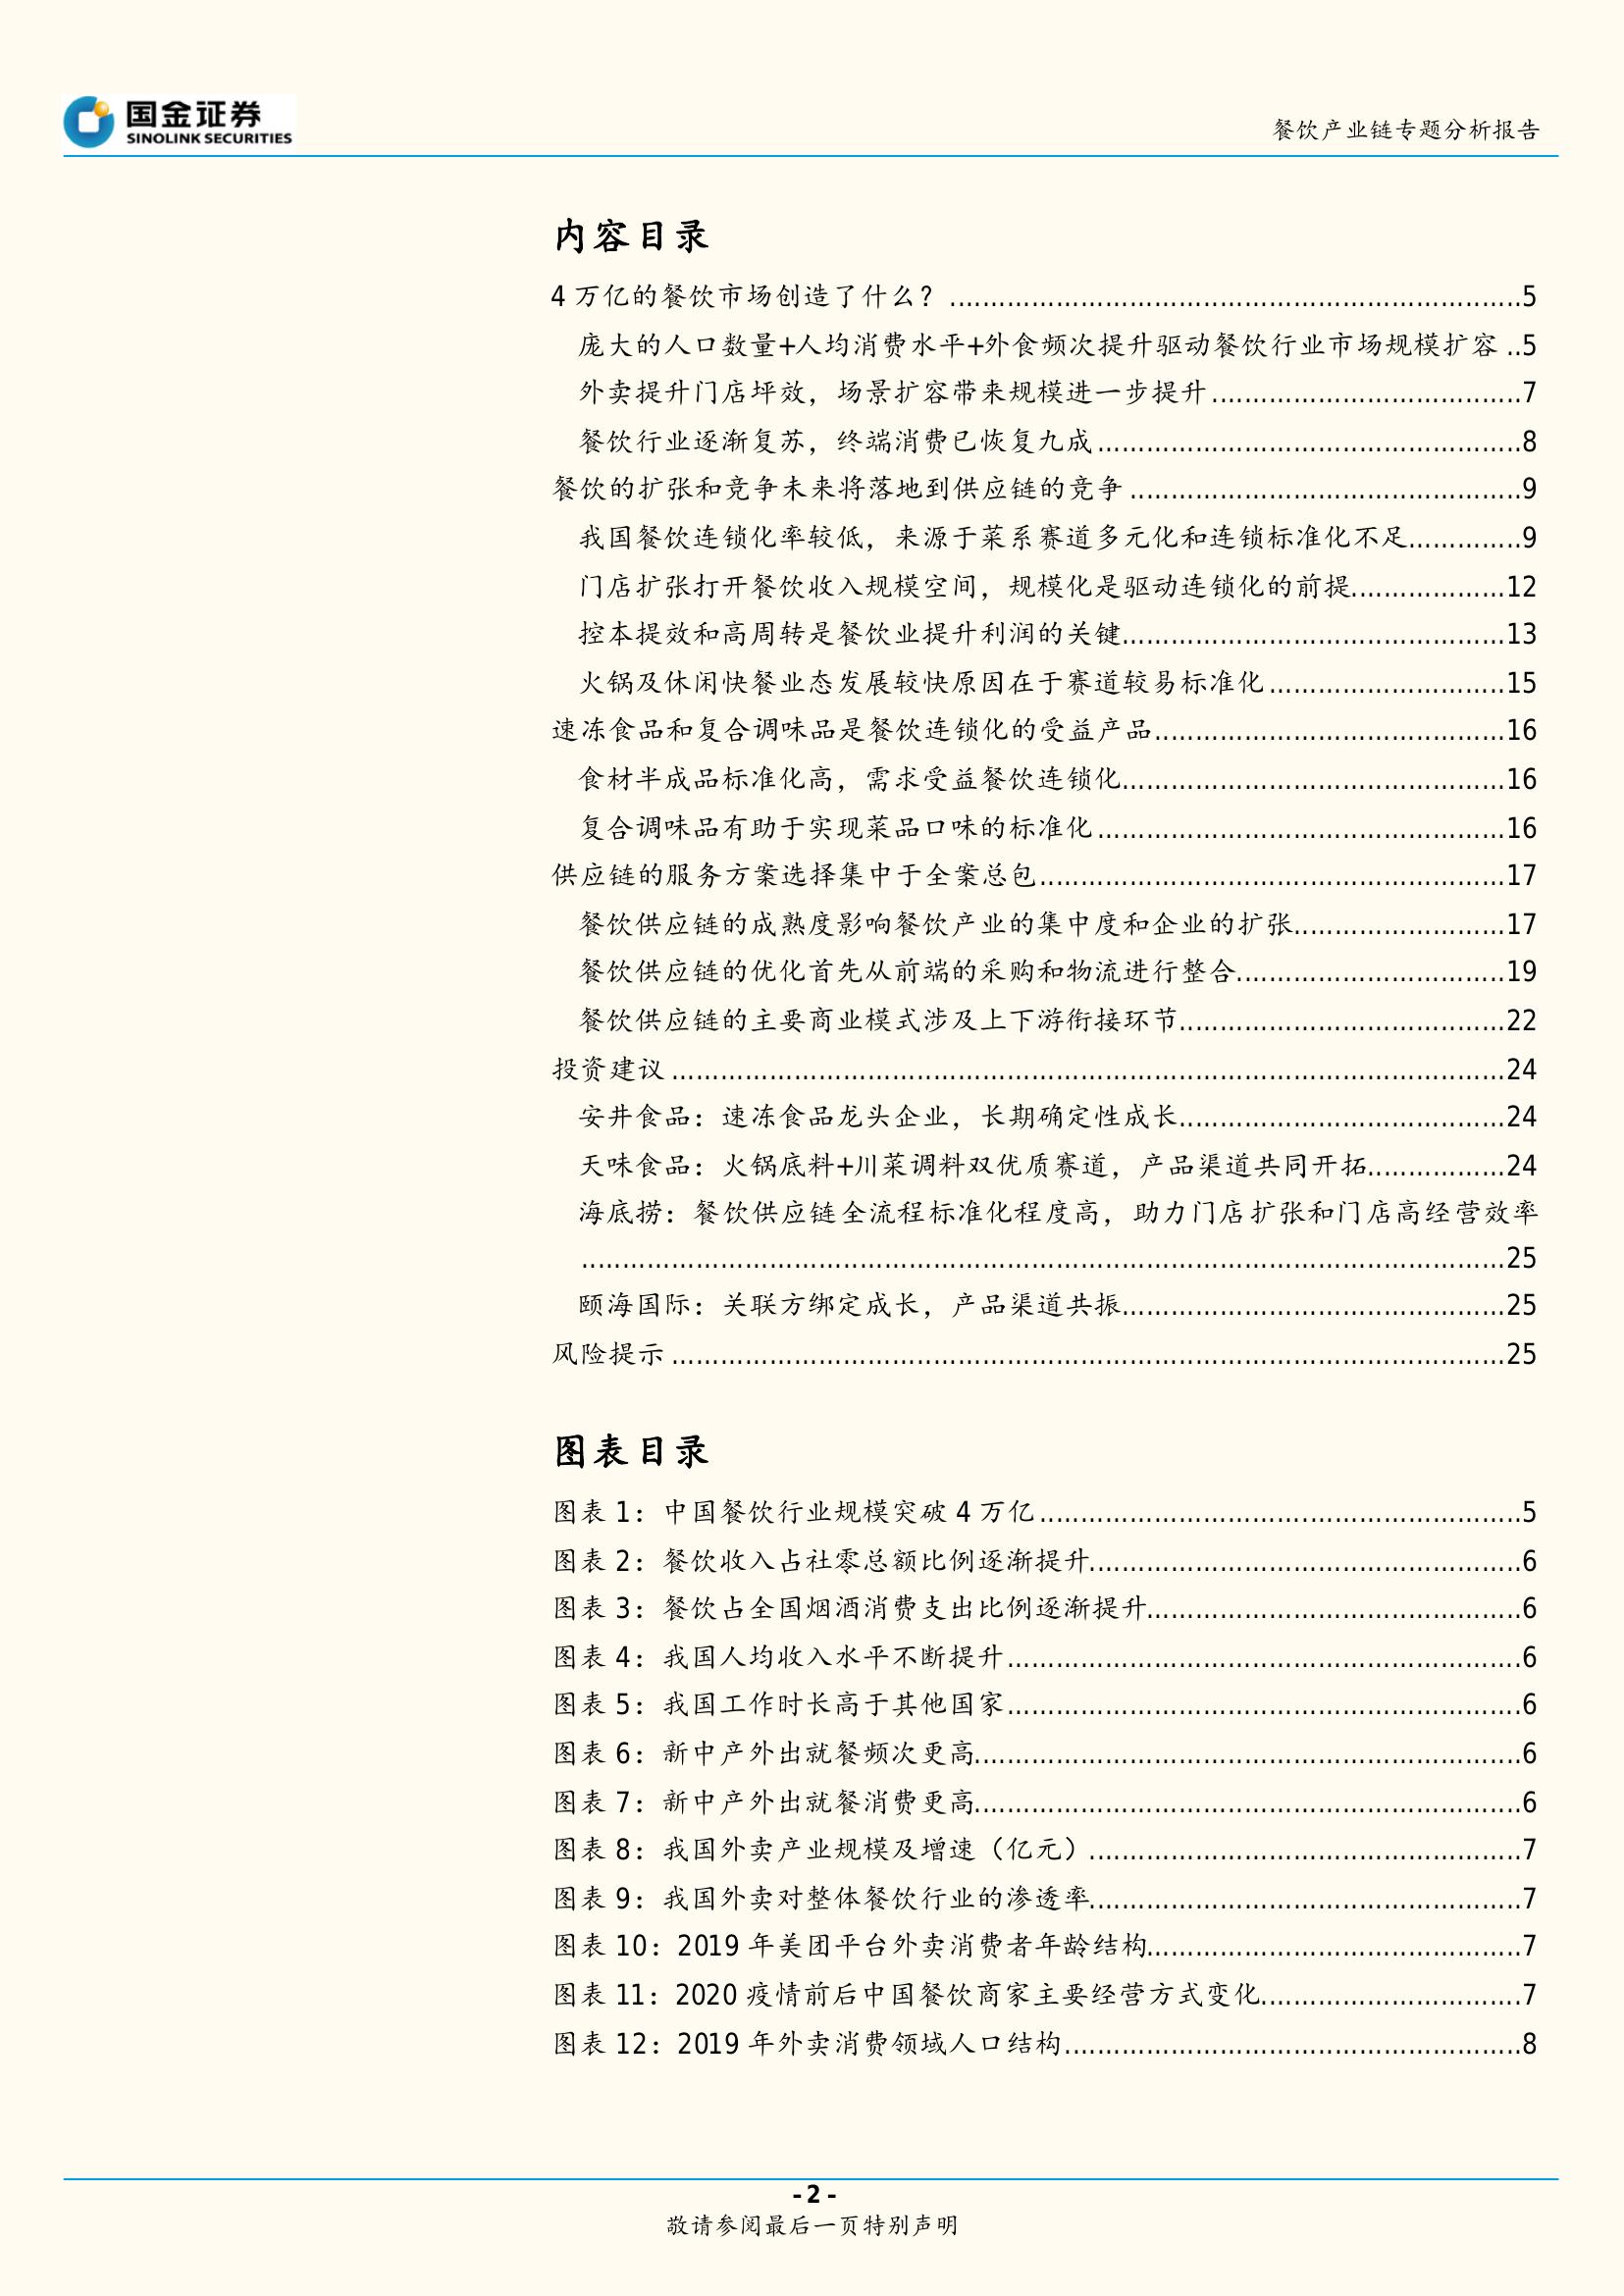 国金证券
SINOLINK SECURITIES
餐饮产业链专题分析报告
内容目录
4 万亿的餐饮市场创造了什么？ ........................................................................5
庞大的人口数量+人均消费水平+外食频次提升驱动餐饮行业市场规模扩容 ..5
外卖提升门店坪效，场景扩容带来规模进一步提升......................................7
餐饮行业逐渐复苏，终端消费已恢复九成....................................................8
餐饮的扩张和竞争未来将落地到供应链的竞争 ................................................9
我国餐饮连锁化率较低，来源于菜系赛道多元化和连锁标准化不足..............9
门店扩张打开餐饮收入规模空间，规模化是驱动连锁化的前提...................12
控本提效和高周转是餐饮业提升利润的关键...............................................13
火锅及休闲快餐业态发展较快原因在于赛道较易标准化.............................15
速冻食品和复合调味品是餐饮连锁化的受益产品...........................................16
食材半成品标准化高，需求受益餐饮连锁化...............................................16
复合调味品有助于实现菜品口味的标准化..................................................16
供应链的服务方案选择集中于全案总包.........................................................17
餐饮供应链的成熟度影响餐饮产业的集中度和企业的扩张..........................17
餐饮供应链的优化首先从前端的采购和物流进行整合.................................19
餐饮供应链的主要商业模式涉及上下游衔接环节........................................22
投资建议 ......................................................................................................24
安井食品：速冻食品龙头企业，长期确定性成长........................................24
天味食品：火锅底料+川菜调料双优质赛道，产品渠道共同开拓.................24
海底捞：餐饮供应链全流程标准化程度高，助力门店扩张和门店高经营效率
.................................................................................................................25
颐海国际：关联方绑定成长，产品渠道共振...............................................25
风险提示 ......................................................................................................25
图表目录
图表 1：中国餐饮行业规模突破 4 万亿...........................................................5
图表 2：餐饮收入占社零总额比例逐渐提升.....................................................6
图表 3：餐饮占全国烟酒消费支出比例逐渐提升..............................................6
图表 4：我国人均收入水平不断提升...............................................................6
图表 5：我国工作时长高于其他国家...............................................................6
图表 6：新中产外出就餐频次更高...................................................................6
图表 7：新中产外出就餐消费更高...................................................................6
图表 8：我国外卖产业规模及增速（亿元）.....................................................7
图表 9：我国外卖对整体餐饮行业的渗透率.....................................................7
图表 10：2019 年美团平台外卖消费者年龄结构..............................................7
图表 11：2020 疫情前后中国餐饮商家主要经营方式变化................................7
图表 12：2019 年外卖消费领域人口结构........................................................8
- 2 -
敬请参阅最后一页特别声明